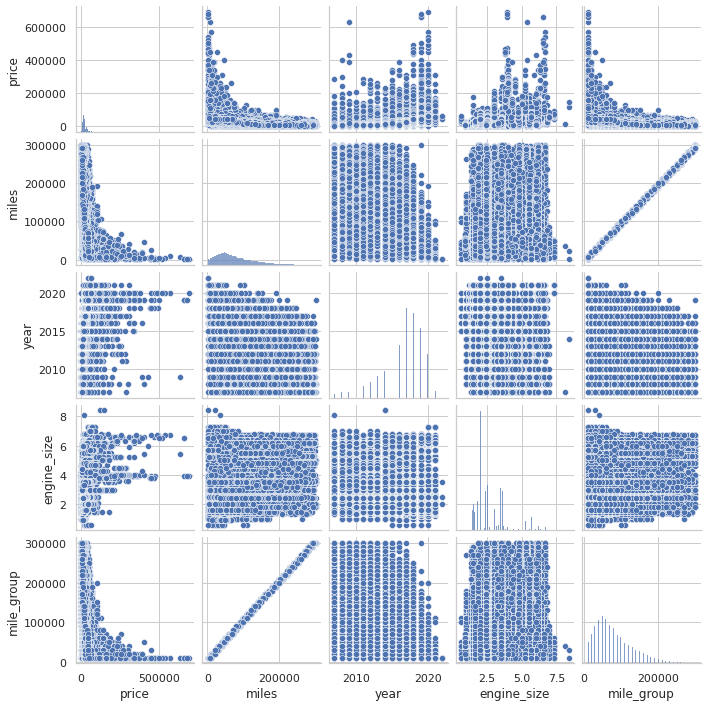 600000
400000
200000
0
price
300000
200000
100000
0
miles
2020
2015
2010
year
8
6
4
2
engine_size
300000
200000
100000
0
mile_group
0 500000
price
0 200000
miles
2010 2020
year
2.5 5.0 7.5
engine_size
0 200000
mile_group